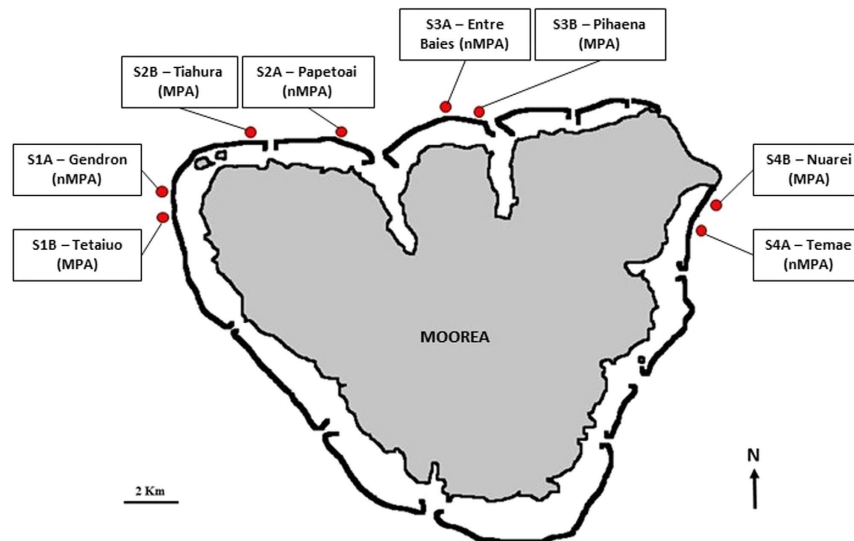 S3A – Entre
Baies (nMPA)
S3B – Pihaena
(MPA)
S2B – Tiahura
(MPA)
S2A – Papetoai
(nMPA)
S1A – Gendron
(nMPA)
S4B – Nuarei
(MPA)
S1B – Tetaiuo
(MPA)
S4A – Temae
(nMPA)
MOOREA
N
2 Km